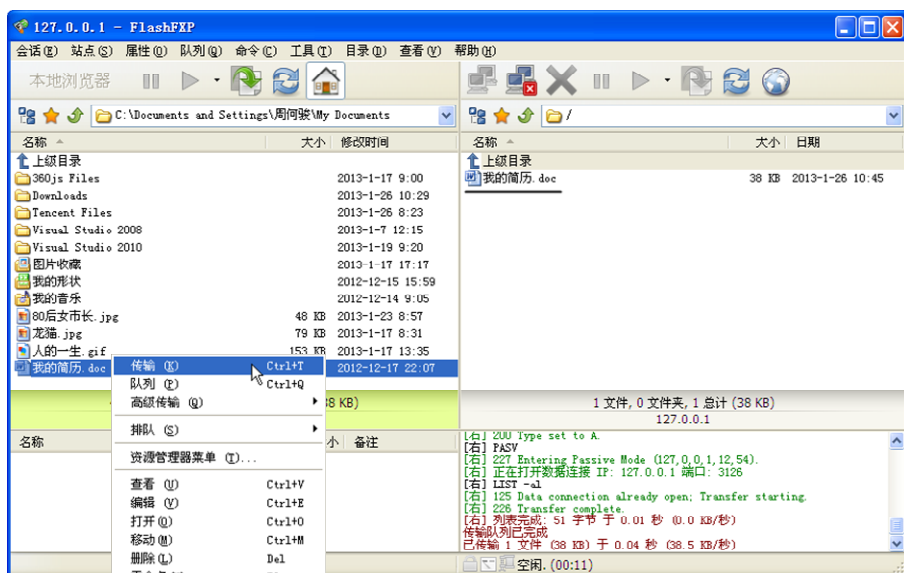 127.0.0.1 - FlashFXP
会话(E) 站点(S) 属性(O) 队列(Q) 命令(C) 工具(T) 目录(D) 查看(V) 帮助(H)
本地浏览器
C:\Documents and Settings\周何骏\My Documents
/
名称 大小 修改时间
名称 大小 日期
上级目录
上级目录
360js Files 2013-1-17 9:00
我的简历.doc 38 KB 2013-1-26 10:45
Downloads 2013-1-26 10:29
Tencent Files 2013-1-26 8:23
Visual Studio 2008 2013-1-7 12:15
Visual Studio 2010 2013-1-19 9:20
图片收藏 2013-1-17 17:17
我的形状 2012-12-15 15:59
我的音乐 2012-12-14 9:05
80后女市长.jpg 48 KB 2013-1-23 8:57
龙猫.jpg 79 KB 2013-1-17 8:31
人的一生.gif 153 KB 2013-1-17 13:35
我的简历.doc 2012-12-17 22:07
传输 (K) Ctrl+T
队列 (P) Ctrl+Q
高级传输 (Q)
排队 (S)
资源管理器菜单 (T)...
查看 (U) Ctrl+V
编辑 (V) Ctrl+E
打开(O) Ctrl+O
移动(M) Ctrl+M
删除(L) Del
8 KB)
1 文件, 0 文件夹, 1 总计 (38 KB)
127.0.0.1
名称 小 备注
[右] 200 Type set to A.
[右] PASV
[右] 227 Entering Passive Mode (127,0,0,1,12,54).
[右] 正在打开数据连接 IP: 127.0.0.1 端口: 3126
[右] LIST -al
[右] 125 Data connection already open; Transfer starting.
[右] 226 Transfer complete.
[右] 列表完成: 51 字节 于 0.01 秒 (0.0 KB/秒)
传输队列已完成
已传输 1 文件 (38 KB) 于 0.04 秒 (38.5 KB/秒)
空闲. (00:11)